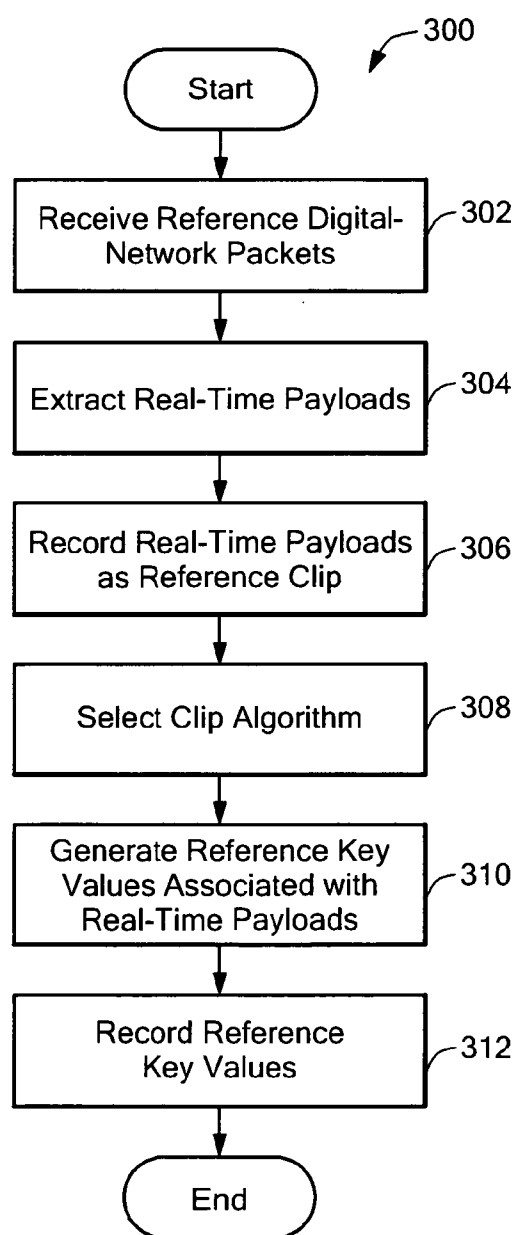 300
Start
Receive Reference Digital-
Network Packets
302
Extract Real-Time Payloads
304
Record Real-Time Payloads
as Reference Clip
306
Select Clip Algorithm
308
Generate Reference Key
Values Associated with
Real-Time Payloads
310
Record Reference
Key Values
312
End